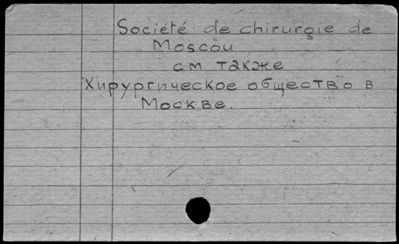 Société de chirurgie de
Moscou
см также
Хирургическое общество в
Москве.